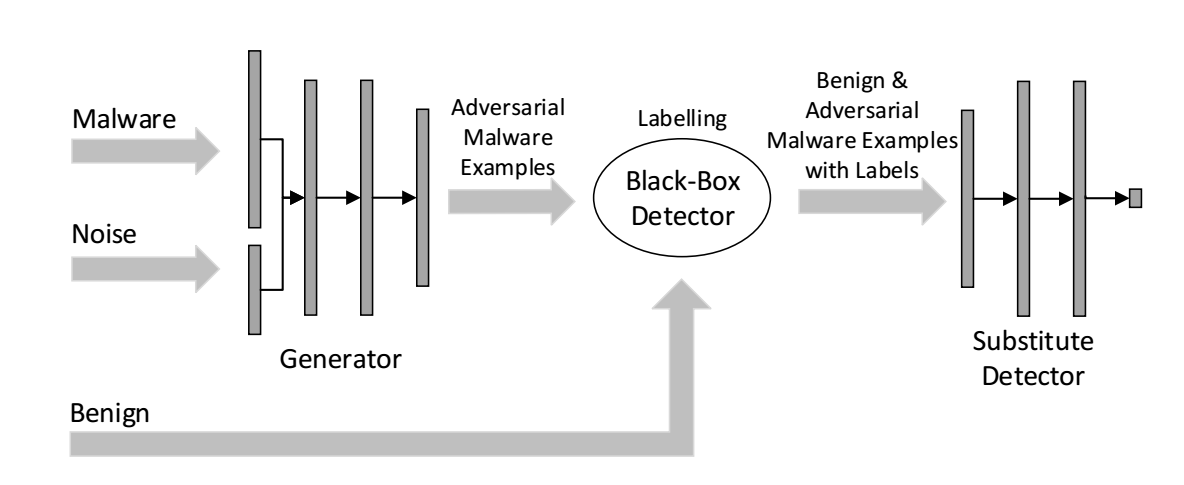 Malware
Noise
Generator
Benign
Adversarial
Malware
Examples
Labelling
Black-Box
Detector
Benign &
Adversarial
Malware Examples
with Labels
Substitute
Detector